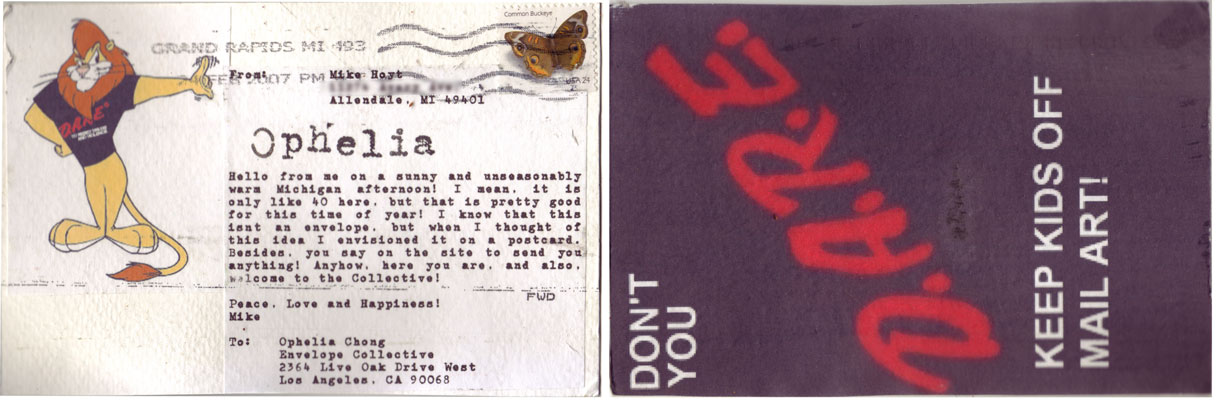 Common Buckeye
GRAND RAPIDS MI 493
FEB 2007 PM
USA 24
From: Mike Hoyt
Allendale, MI 49401
D.A.R.E
Ophelia
Hello from me on a sunny and unseasonably
warm Michigan afternoon! I mean, it is
only like 40 here, but that is pretty good
for this time of year! I know that this
isnt an envelope, but when I thought of
this idea I envisioned it on a postcard.
Besides, you say on the site to send you
anything! Anyhow, here you are, and also,
welcome to the Collective!
FWD
Peace, Love and Happiness!
Mike
To: Ophelia Chong
Envelope Collective
2364 Live Oak Drive West
Los Angeles, CA 90068
DON'T
YOU
D.A.R.E.
KEEP KIDS OFF
MAIL ART!